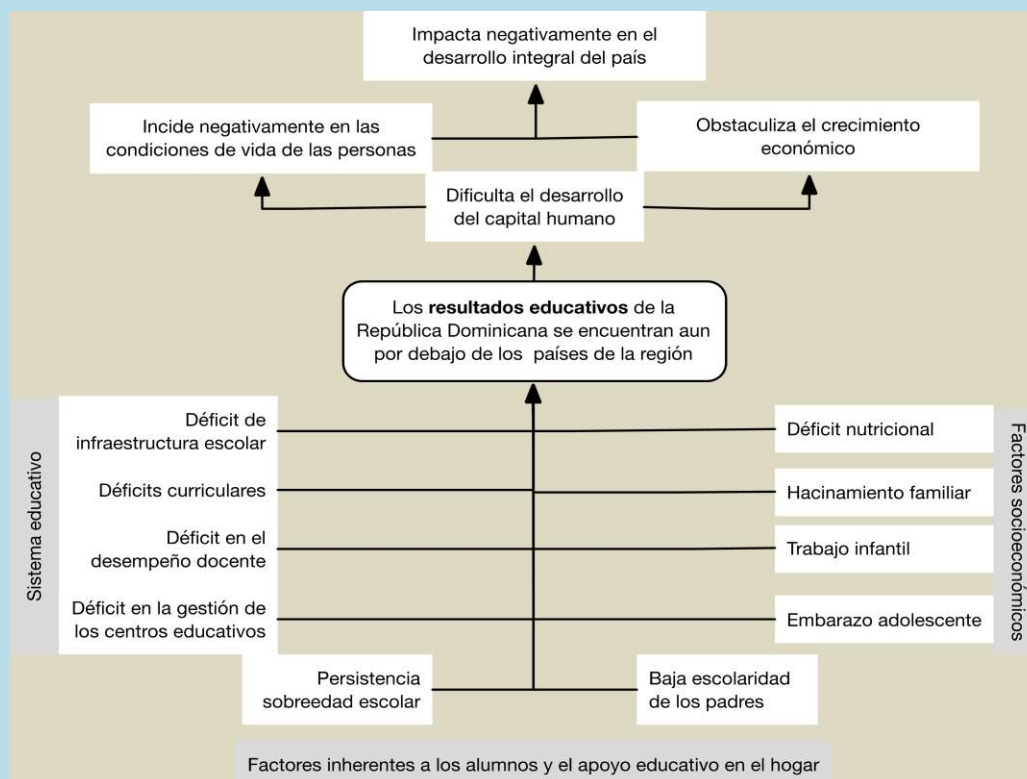 Impacta negativamente en el
desarrollo integral del país
Incide negativamente en las
condiciones de vida de las personas
Obstaculiza el crecimiento
económico
Dificulta el desarrollo
del capital humano
Los resultados educativos de la
República Dominicana se encuentran aun
por debajo de los países de la región
Sistema educativo
Déficit de
infraestructura escolar
Déficits curriculares
Déficit en el
desempeño docente
Déficit en la gestión de
los centros educativos
Déficit nutricional
Hacinamiento familiar
Trabajo infantil
Embarazo adolescente
Factores socioeconómicos
Persistencia
sobreedad escolar
Baja escolaridad
de los padres
Factores inherentes a los alumnos y el apoyo educativo en el hogar